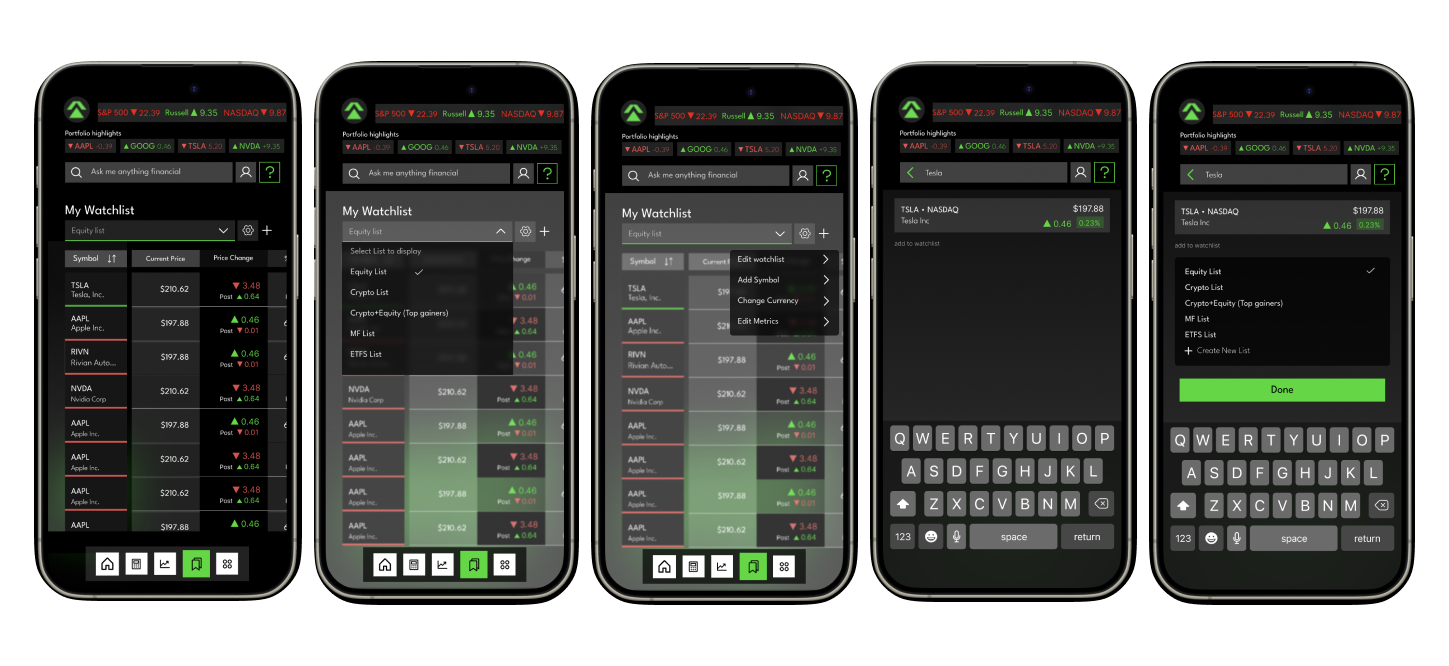 S&P 500 ▼ 22.39 Russell ▲ 9.35 NASDAQ ▼ 9.87
Portfolio highlights
▼ AAPL -0.39 ▲ GOOG 0.46 ▼ TSLA 5.20 ▲ NVDA +9.35
Ask me anything financial ?
My Watchlist
Equity list
Symbol Current Price Price Change
TSLA $210.62 ▼ 3.48
Tesla, Inc. Post ▲ 0.64
AAPL $197.88 ▲ 0.46
Apple Inc. Post ▼ 0.01
RIVN $197.88 ▲ 0.46
Rivian Auto... Post ▼ 0.01
NVDA $210.62 ▼ 3.48
Nvidia Corp Post ▲ 0.64
AAPL $197.88 ▲ 0.46
Apple Inc. Post ▼ 0.01
AAPL $210.62 ▼ 3.48
Apple Inc. Post ▲ 0.64
AAPL $210.62 ▼ 3.48
Apple Inc. Post ▲ 0.64
AAPL $197.88 ▲ 0.46
S&P 500 ▼ 22.39 Russell ▲ 9.35 NASDAQ ▼ 9.87
Portfolio highlights
▼ AAPL -0.39 ▲ GOOG 0.46 ▼ TSLA 5.20 ▲ NVDA +9.35
Ask me anything financial ?
My Watchlist
Equity list
Select List to display
Equity List
Crypto List
Crypto+Equity (Top gainers)
MF List
ETFS List
▲ 0.46
▼ 0.01
▲ 0.46
▼ 0.01
NVDA $210.62 ▼ 3.48
Nvidia Corp Post ▲ 0.64
AAPL $197.88 ▲ 0.46
Apple Inc. Post ▼ 0.01
AAPL $210.62 ▼ 3.48
Apple Inc. Post ▲ 0.64
AAPL $197.88 ▲ 0.46
Apple Inc. Post ▼ 0.01
AAPL $210.62 ▼ 3.48
Apple Inc. Post ▲ 0.64
S&P 500 ▼ 22.39 Russell ▲ 9.35 NASDAQ ▼ 9.87
Portfolio highlights
▼ AAPL -0.39 ▲ GOOG 0.46 ▼ TSLA 5.20 ▲ NVDA +9.35
Ask me anything financial ?
My Watchlist
Equity list
Edit watchlist
Add Symbol
Change Currency
Edit Metrics
Symbol
TSLA
Tesla, Inc.
AAPL
Apple Inc.
RIVN $197.88 ▲ 0.46
Rivian Auto... Post ▼ 0.01
NVDA $210.62 ▼ 3.48
Nvidia Corp Post ▲ 0.64
AAPL $197.88 ▲ 0.46
Apple Inc. Post ▼ 0.01
AAPL $210.62 ▼ 3.48
Apple Inc. Post ▲ 0.64
AAPL $197.88 ▲ 0.46
Apple Inc. Post ▼ 0.01
AAPL $210.62 ▼ 3.48
Apple Inc. Post ▲ 0.64
S&P 500 ▼ 22.39 Russell ▲ 9.35 NASDAQ ▼ 9.87
Portfolio highlights
▼ AAPL -0.39 ▲ GOOG 0.46 ▼ TSLA 5.20 ▲ NVDA +9.35
Tesla ?
TSLA • NASDAQ $197.88
Tesla Inc ▲ 0.46 0.23%
add to watchlist
Q W E R T Y U I O P
A S D F G H J K L
Z X C V B N M
123 space return
S&P 500 ▼ 22.39 Russell ▲ 9.35 NASDAQ ▼ 9.87
Portfolio highlights
▼ AAPL -0.39 ▲ GOOG 0.46 ▼ TSLA 5.20 ▲ NVDA +9.35
Tesla ?
TSLA • NASDAQ $197.88
Tesla Inc ▲ 0.46 0.23%
add to watchlist
Equity List
Crypto List
Crypto+Equity (Top gainers)
MF List
ETFS List
+ Create New List
Done
Q W E R T Y U I O P
A S D F G H J K L
Z X C V B N M
123 space return